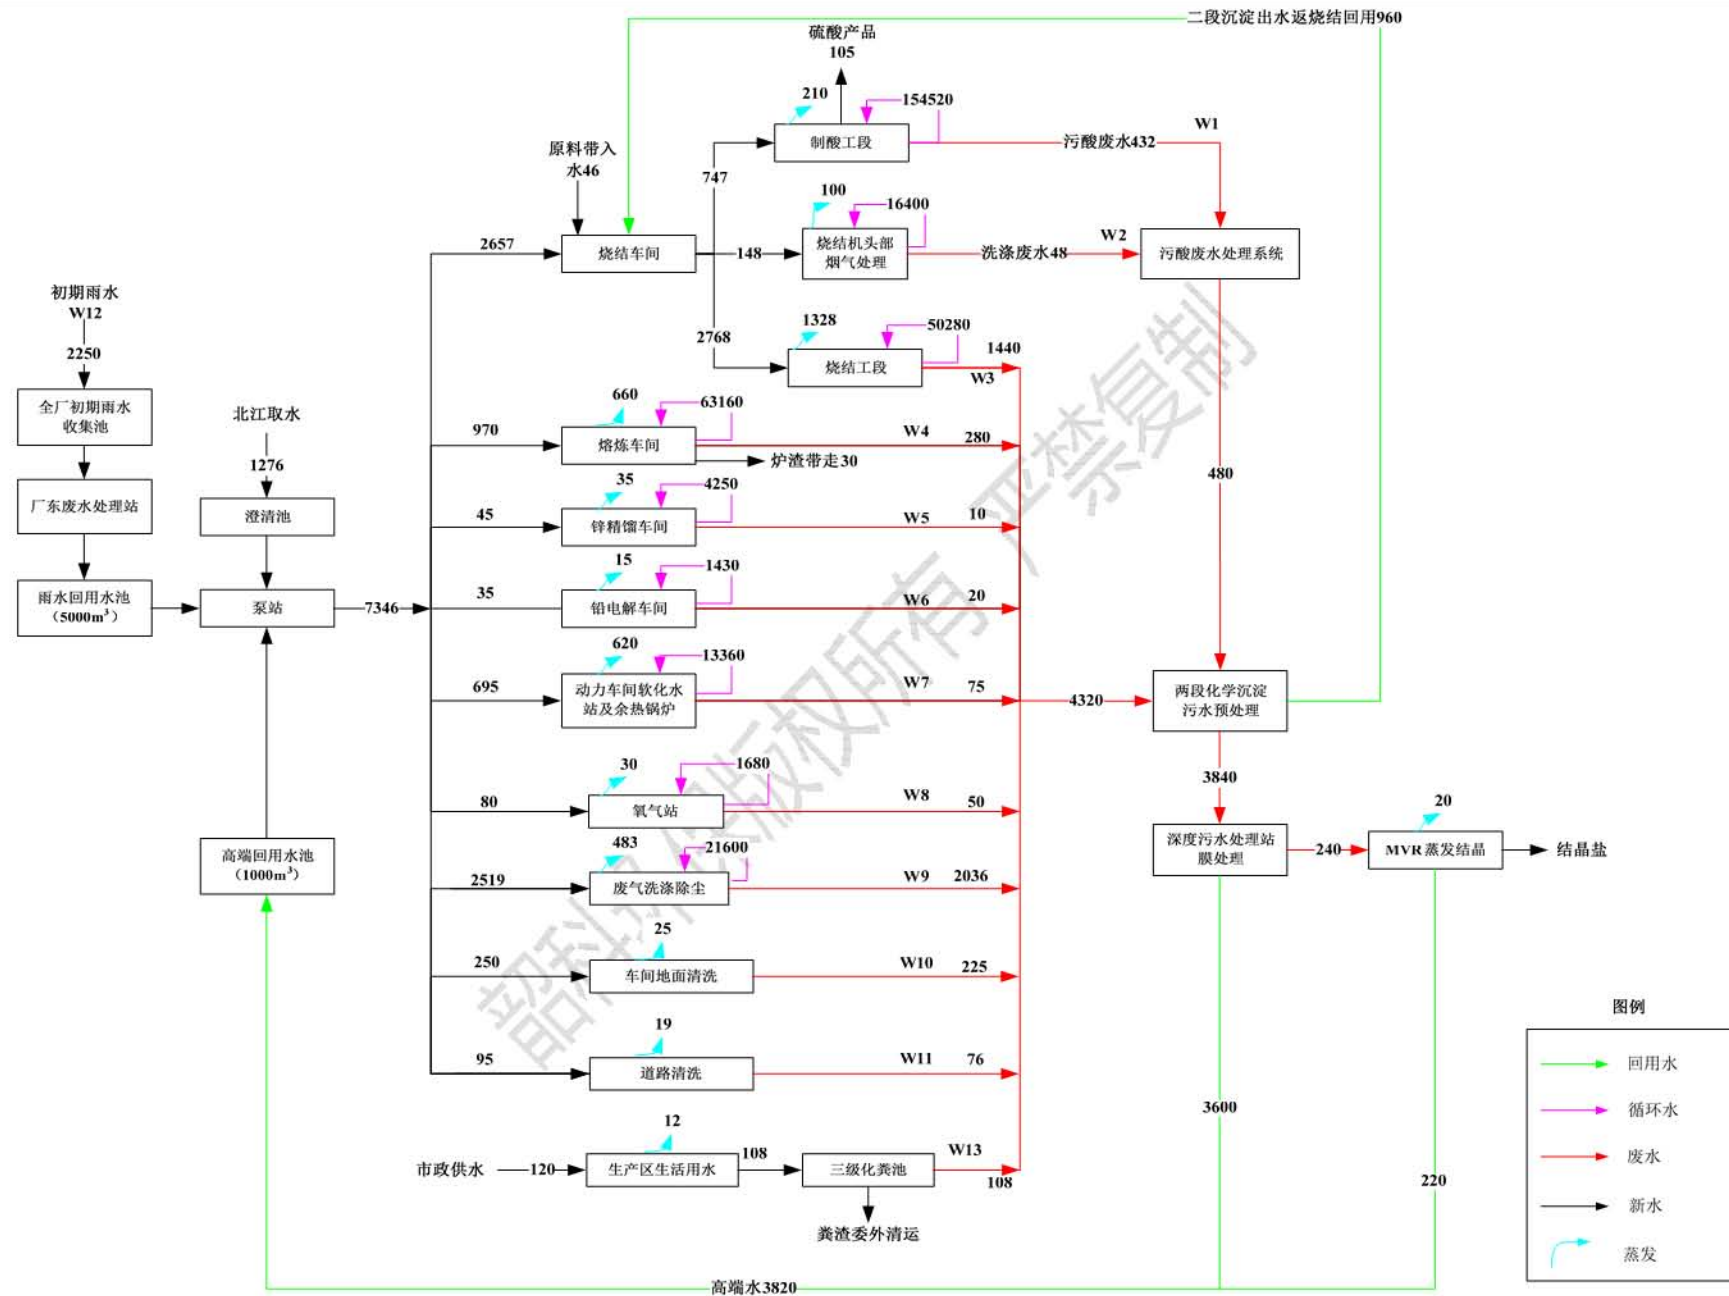 二段沉淀出水返烧结回用960
硫酸产品
105
210
154520
制酸工段
污酸废水432
W1
原料带入
水46
747
100
16400
2657
烧结车间
148
烧结机头部
烟气处理
洗涤废水48
W2
污酸废水处理系统
初期雨水
W12
2250
2768
1328
50280
1440
烧结工段
W3
全厂初期雨水
收集池
北江取水
1276
660
63160
970
熔炼车间
W4
280
炉渣带走30
480
厂东废水处理站
澄清池
35
4250
45
锌精馏车间
W5
10
雨水回用水池
（5000m³）
泵站
7346
15
1430
35
铅电解车间
W6
20
620
13360
695
动力车间软化水
站及余热锅炉
W7
75
4320
两段化学沉淀
污水预处理
3840
30
1680
80
氧气站
W8
50
高端回用水池
（1000m³）
深度污水处理站
膜处理
240
20
MVR蒸发结晶
结晶盐
483
21600
2519
废气洗涤除尘
W9
2036
25
250
车间地面清洗
W10
225
19
95
道路清洗
W11
76
3600
220
12
市政供水
120
生产区生活用水
108
三级化粪池
W13
108
粪渣委外清运
高端水3820
图例
回用水
循环水
废水
新水
蒸发
韶科环保版权所有 严禁复制